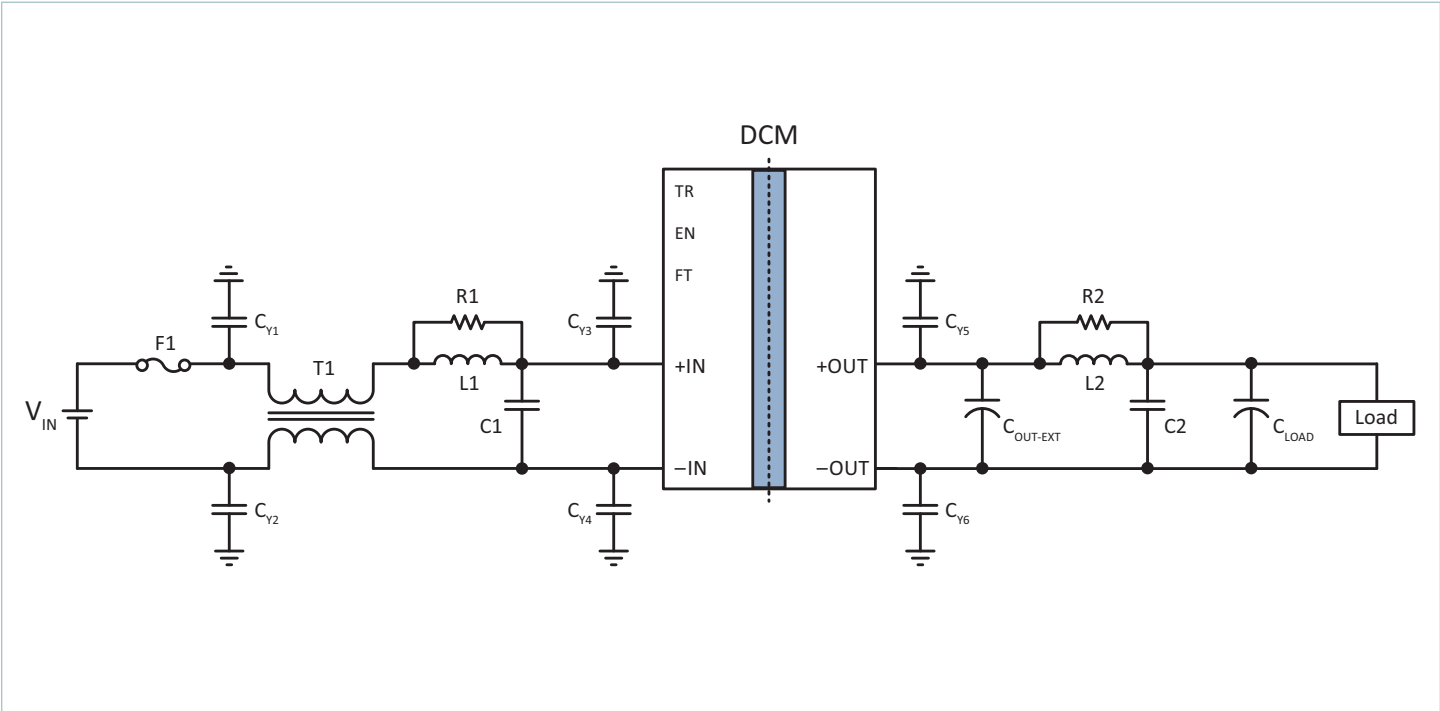 DCM
TR
EN
FT
R1
R2
CY1
CY3
CY5
F1
T1
L1
+IN
+OUT
L2
VIN
C1
COUT-EXT
C2
CLOAD
Load
−IN
−OUT
CY2
CY4
CY6